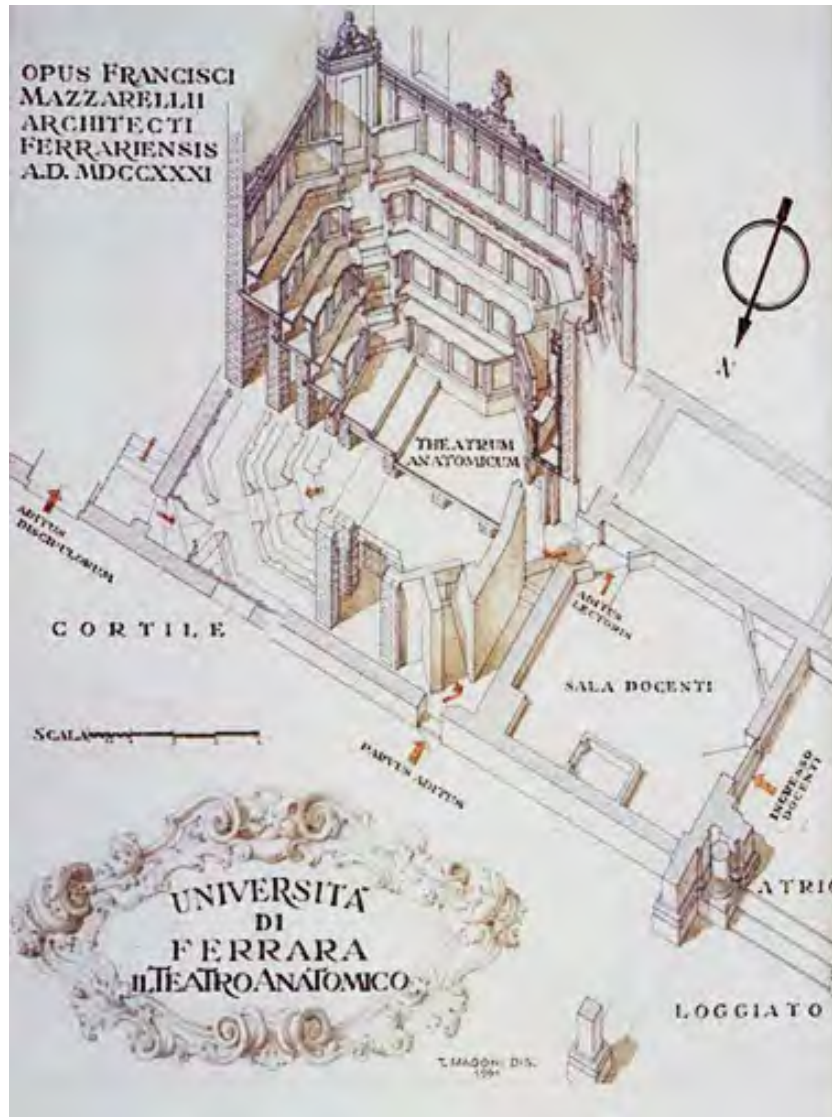 OPUS FRANCISCI
MAZZARELLII
ARCHITECTI
FERRARIENSIS
A.D. MDCCXXXI
N
THEATRUM
ANATOMICUM
ADITUS
DISCIPULORUM
ADITUS
LECTORIS
CORTILE
SALA DOCENTI
SCALA
PARVUS ADITUS
INGRESSO
DOCENTI
ATRIO
UNIVERSITÁ
DI
FERRARA
IL TEATRO ANATOMICO
LOGGIATO
T. MAGONI DIS.